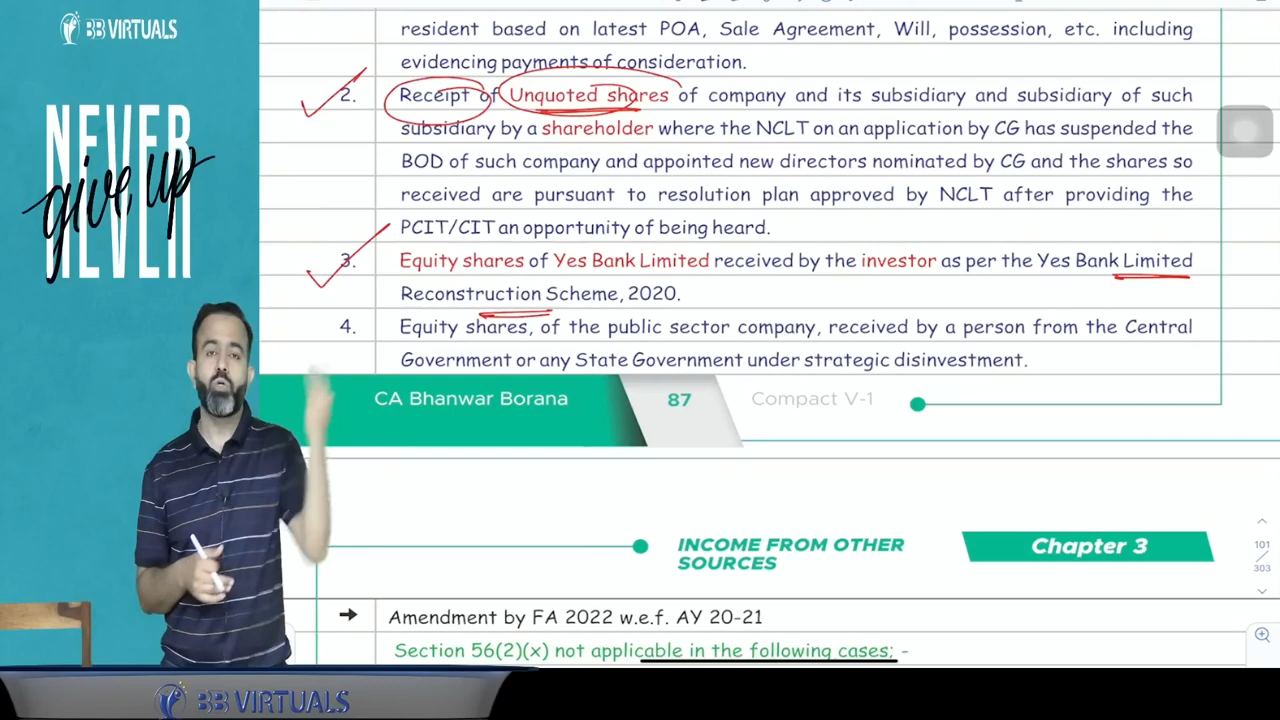 BB VIRTUALS
NEVER
give up
NEVER
resident based on latest POA, Sale Agreement, Will, possession, etc. including
evidencing payments of consideration.
2. Receipt of Unquoted shares of company and its subsidiary and subsidiary of such
subsidiary by a shareholder where the NCLT on an application by CG has suspended the
BOD of such company and appointed new directors nominated by CG and the shares so
received are pursuant to resolution plan approved by NCLT after providing the
PCIT/CIT an opportunity of being heard.
3. Equity shares of Yes Bank Limited received by the investor as per the Yes Bank Limited
Reconstruction Scheme, 2020.
4. Equity shares, of the public sector company, received by a person from the Central
Government or any State Government under strategic disinvestment.
CA Bhanwar Borana 87 Compact V-1
INCOME FROM OTHER
SOURCES
Chapter 3
101
303
Amendment by FA 2022 w.e.f. AY 20-21
Section 56(2)(x) not applicable in the following cases; -
BB VIRTUALS